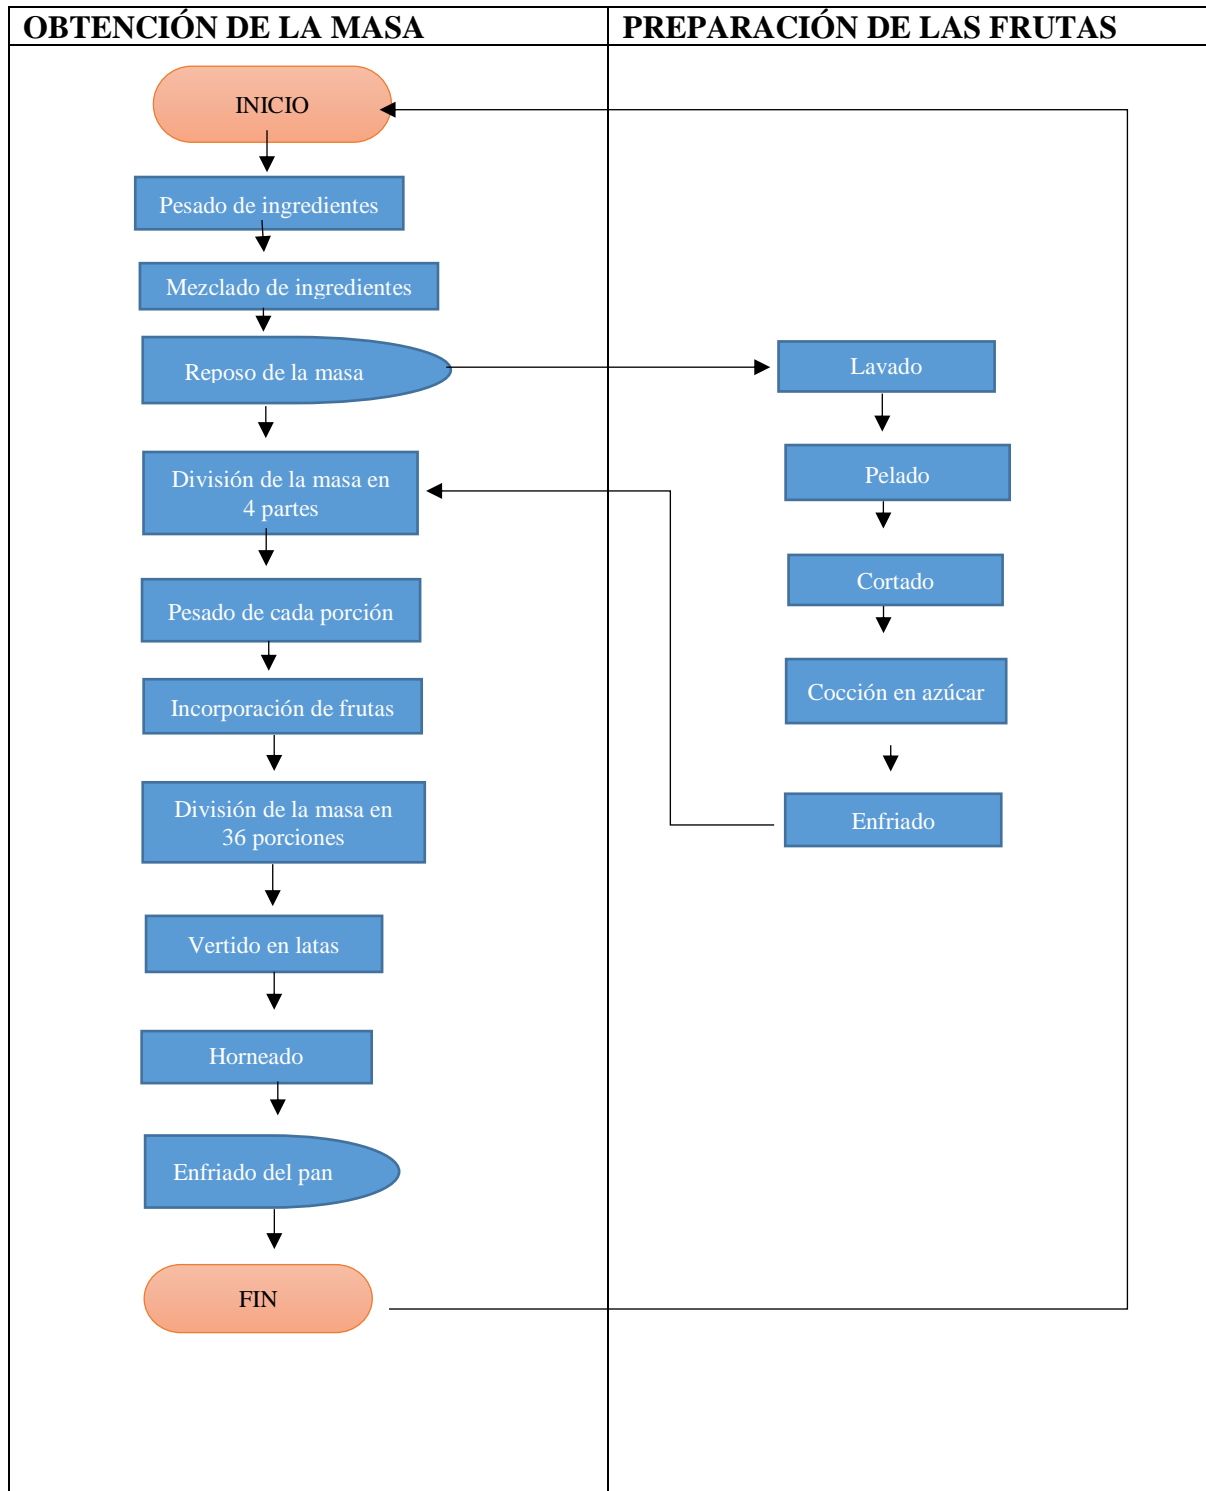 OBTENCIÓN DE LA MASA
PREPARACIÓN DE LAS FRUTAS
INICIO
Pesado de ingredientes
Mezclado de ingredientes
Reposo de la masa
División de la masa en
4 partes
Pesado de cada porción
Incorporación de frutas
División de la masa en
36 porciones
Vertido en latas
Horneado
Enfriado del pan
FIN
Lavado
Pelado
Cortado
Cocción en azúcar
Enfriado